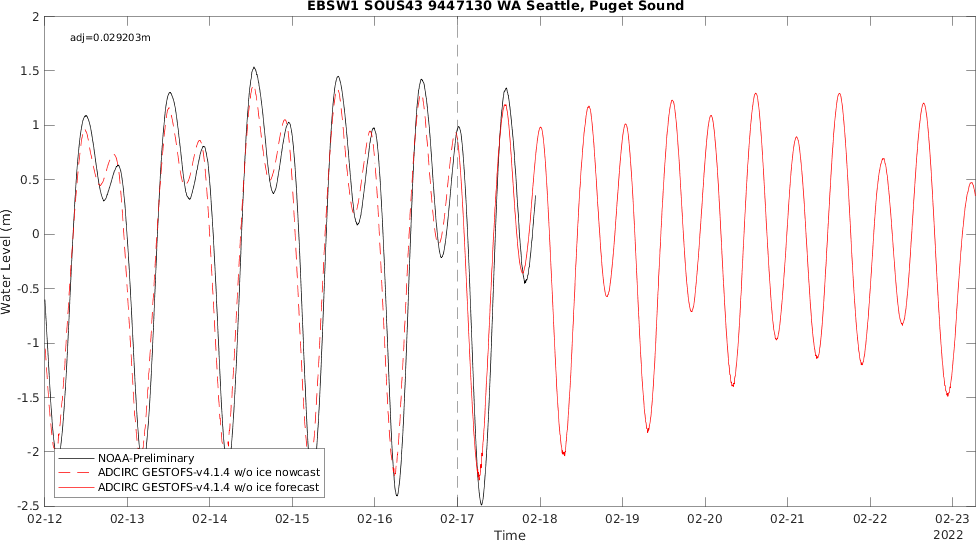 EBSW1 SOUS43 9447130 WA Seattle, Puget Sound
2
adj=0.029203m
1.5
1
0.5
0
-0.5
-1
-1.5
-2
-2.5
Water Level (m)
NOAA-Preliminary
ADCIRC GESTOFS-v4.1.4 w/o ice nowcast
ADCIRC GESTOFS-v4.1.4 w/o ice forecast
02-12 02-13 02-14 02-15 02-16 02-17 02-18 02-19 02-20 02-21 02-22 02-23
Time
2022